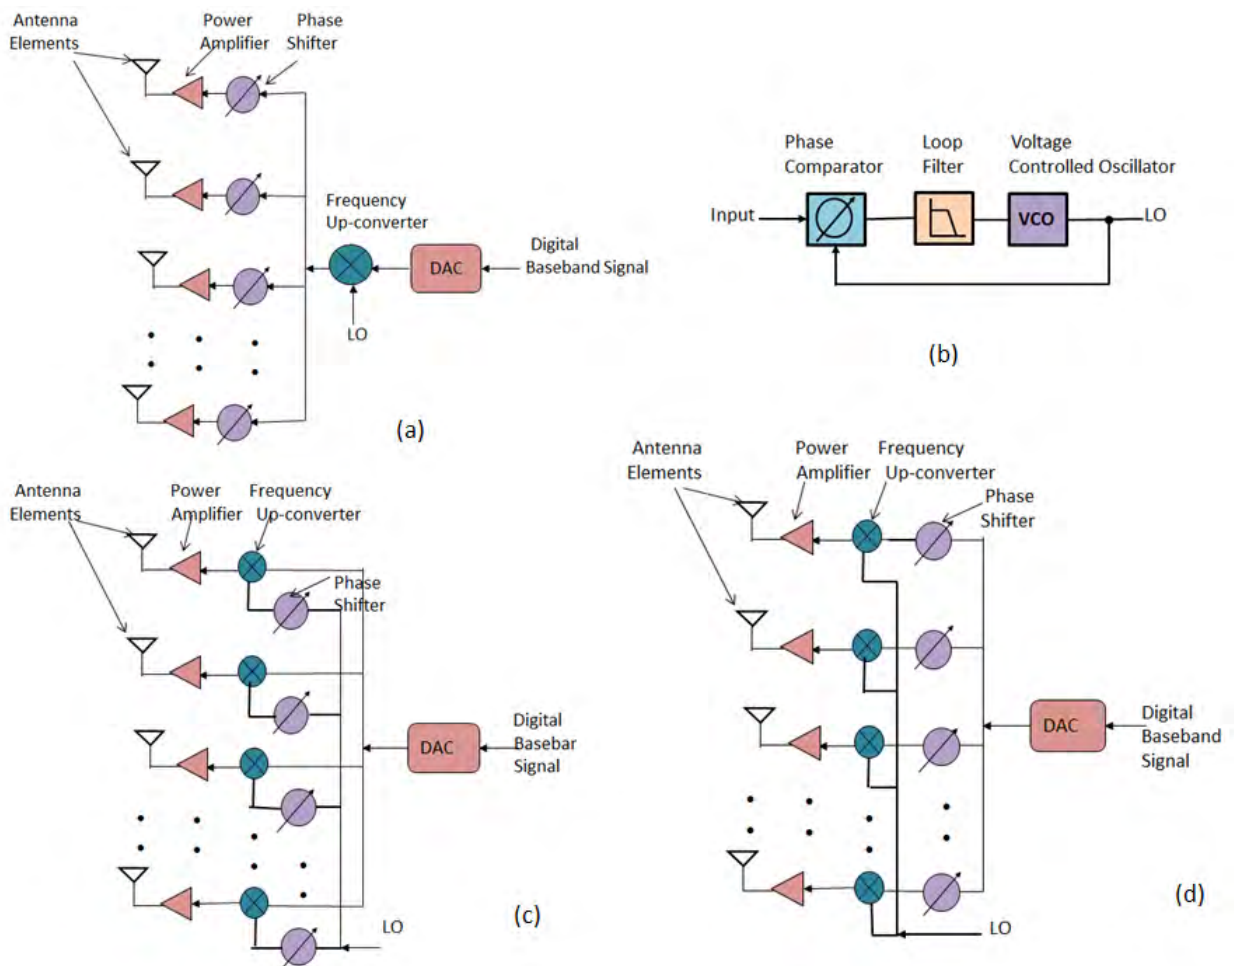 Antenna
Elements
Power
Amplifier
Phase
Shifter
Frequency
Up-converter
DAC
Digital
Baseband Signal
LO
(a)
Phase
Comparator
Loop
Filter
Voltage
Controlled Oscillator
Input
VCO
LO
(b)
Antenna
Elements
Power
Amplifier
Frequency
Up-converter
Phase
Shifter
DAC
Digital
Basebar
Signal
LO
(c)
Antenna
Elements
Power
Amplifier
Frequency
Up-converter
Phase
Shifter
DAC
Digital
Baseband
Signal
LO
(d)